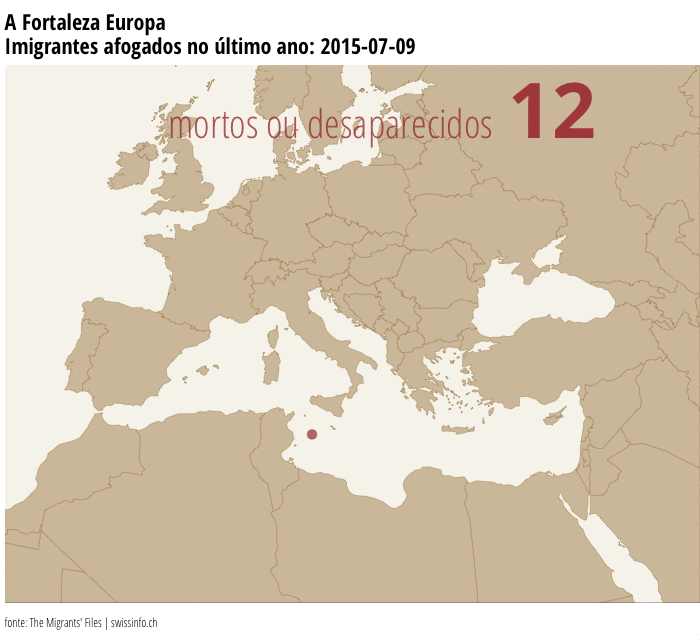 A Fortaleza Europa
Imigrantes afogados no último ano: 2015-07-09
mortos ou desaparecidos 12
fonte: The Migrants' Files | swissinfo.ch